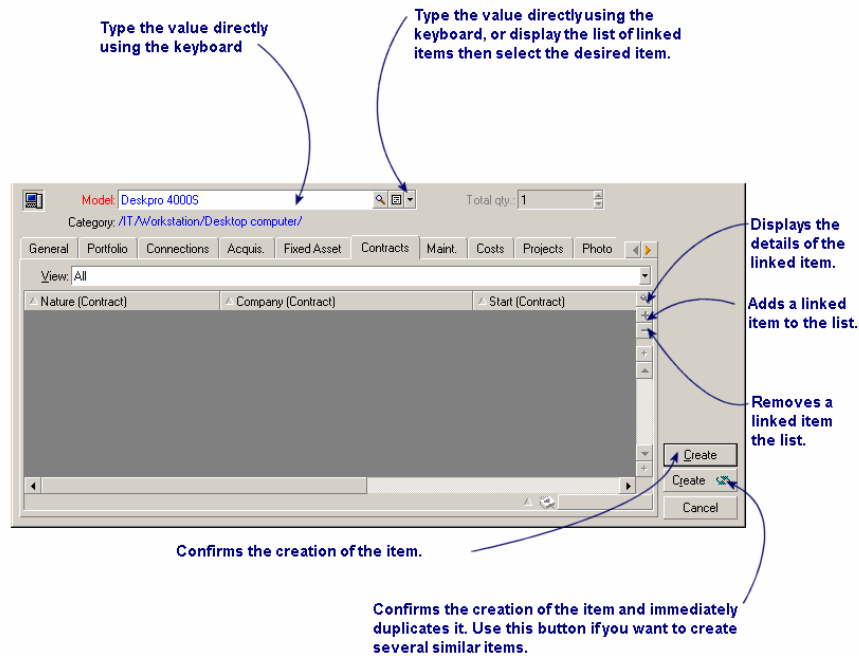 Type the value directly
using the keyboard
Type the value directly using the
keyboard, or display the list of linked
items then select the desired item.
Model: Deskpro 4000S
Total qty.: 1
Category: /IT/Workstation/Desktop computer/
General Portfolio Connections Acquis. Fixed Asset Contracts Maint. Costs Projects Photo
View: All
Nature (Contract) Company (Contract) Start (Contract)
Displays the
details of the
linked item.
Adds a linked
item to the list.
Removes a
linked item
the list.
Create
Create
Cancel
Confirms the creation of the item.
Confirms the creation of the item and immediately
duplicates it. Use this button if you want to create
several similar items.